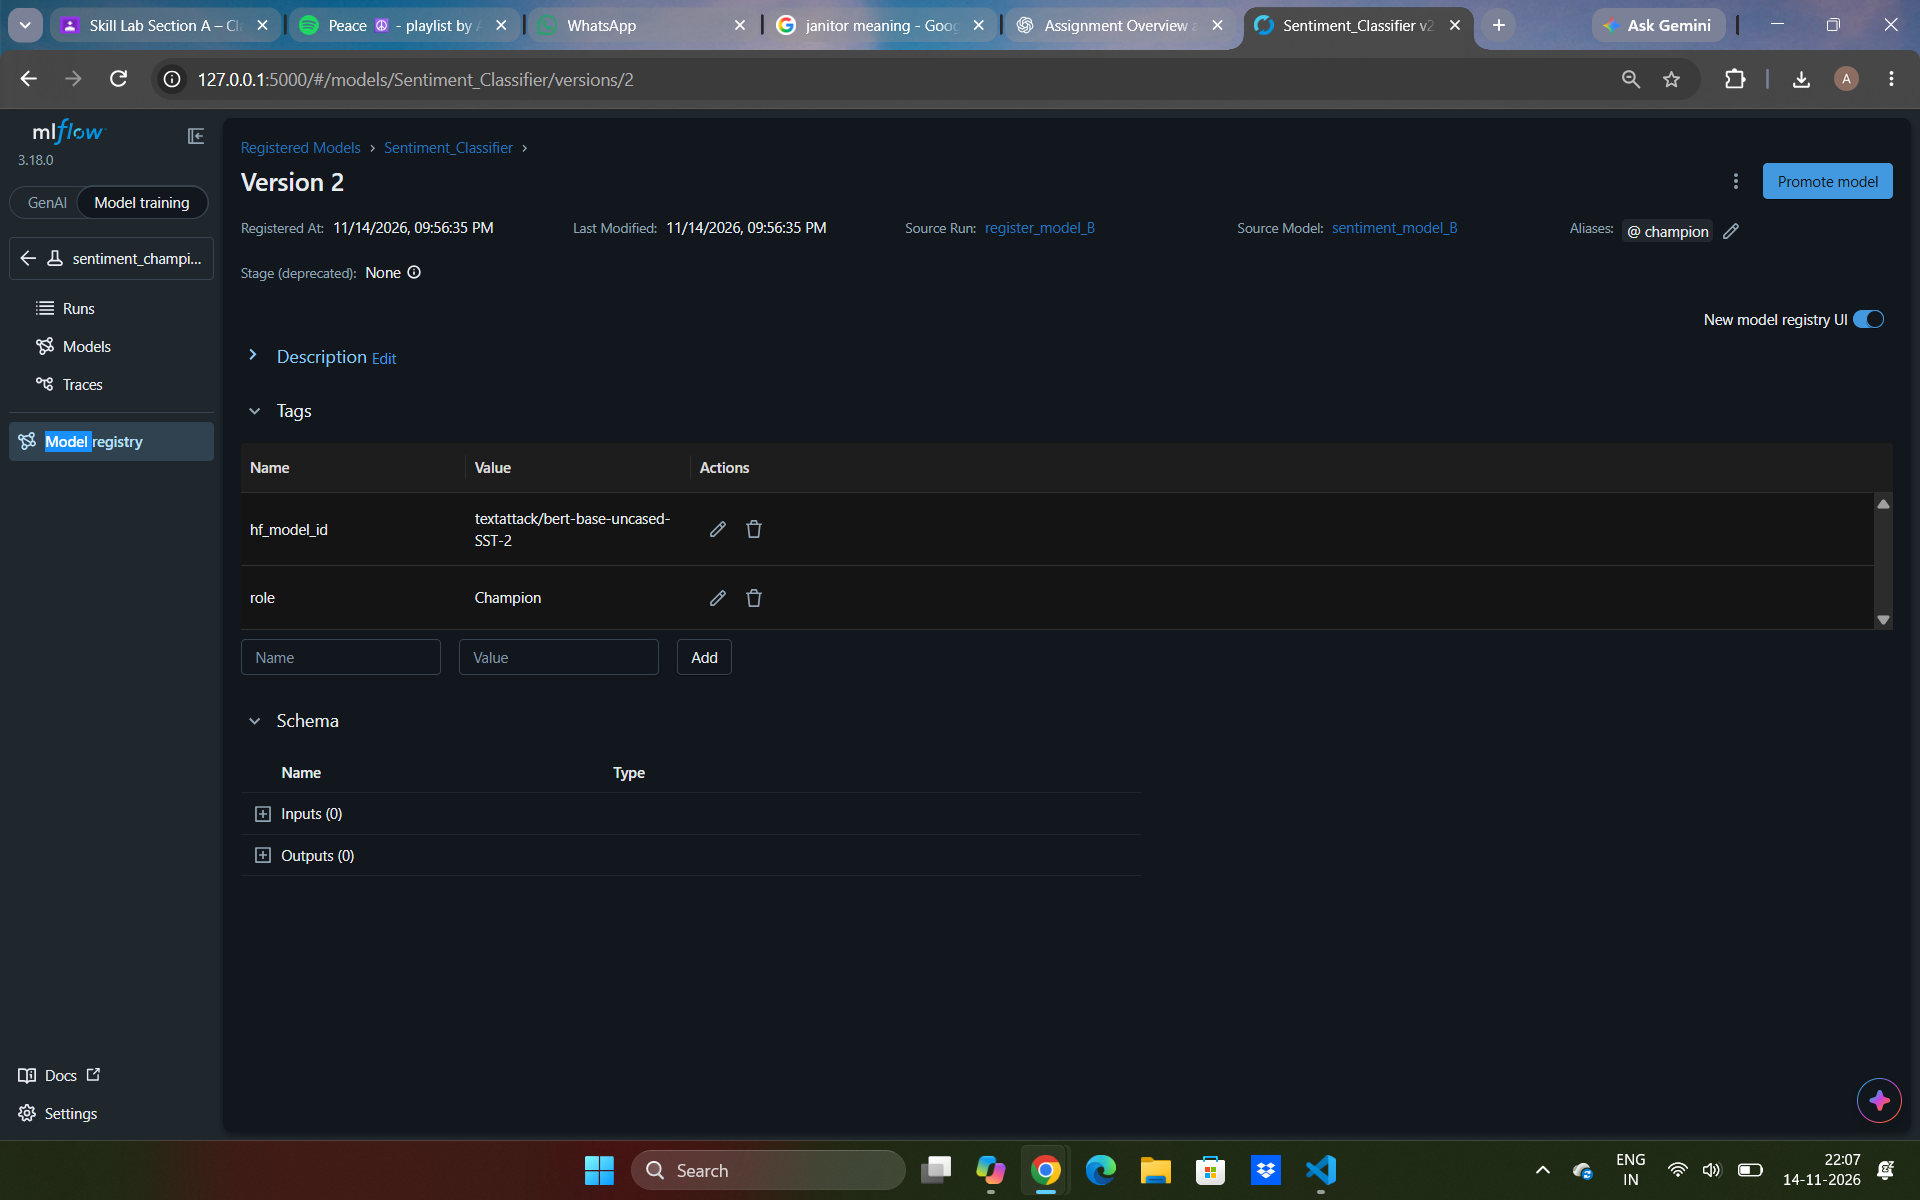 Skill Lab Section A – Cl
Peace ☮ - playlist by A
WhatsApp
janitor meaning - Goog
Assignment Overview a
Sentiment_Classifier v2
Ask Gemini
127.0.0.1:5000/#/models/Sentiment_Classifier/versions/2
A
mlflow
3.18.0
GenAI
Model training
sentiment_champi...
Runs
Models
Traces
Model registry
Docs
Settings
Registered Models › Sentiment_Classifier ›
Version 2
Promote model
Registered At: 11/14/2026, 09:56:35 PM
Last Modified: 11/14/2026, 09:56:35 PM
Source Run: register_model_B
Source Model: sentiment_model_B
Aliases: @ champion
Stage (deprecated): None
New model registry UI
Description Edit
Tags
Name Value Actions
hf_model_id
textattack/bert-base-uncased-
SST-2
role Champion
Name Value Add
Schema
Name Type
Inputs (0)
Outputs (0)
Search
ENG
IN
22:07
14-11-2026